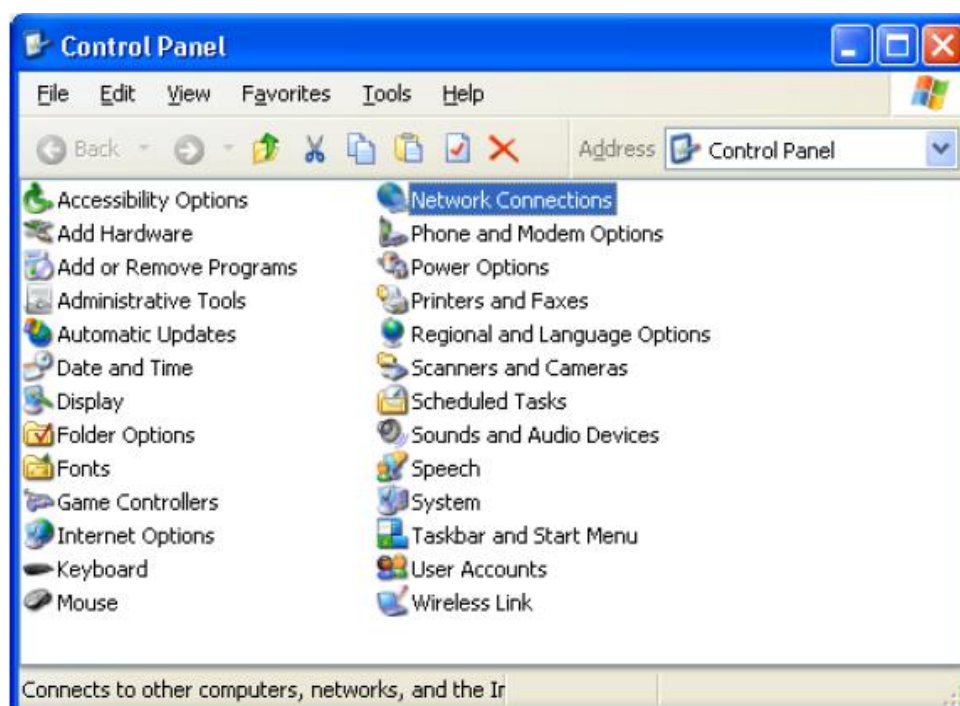 Control Panel
File Edit View Favorites Tools Help
Back Address Control Panel
Accessibility Options
Add Hardware
Add or Remove Programs
Administrative Tools
Automatic Updates
Date and Time
Display
Folder Options
Fonts
Game Controllers
Internet Options
Keyboard
Mouse
Network Connections
Phone and Modem Options
Power Options
Printers and Faxes
Regional and Language Options
Scanners and Cameras
Scheduled Tasks
Sounds and Audio Devices
Speech
System
Taskbar and Start Menu
User Accounts
Wireless Link
Connects to other computers, networks, and the Ir